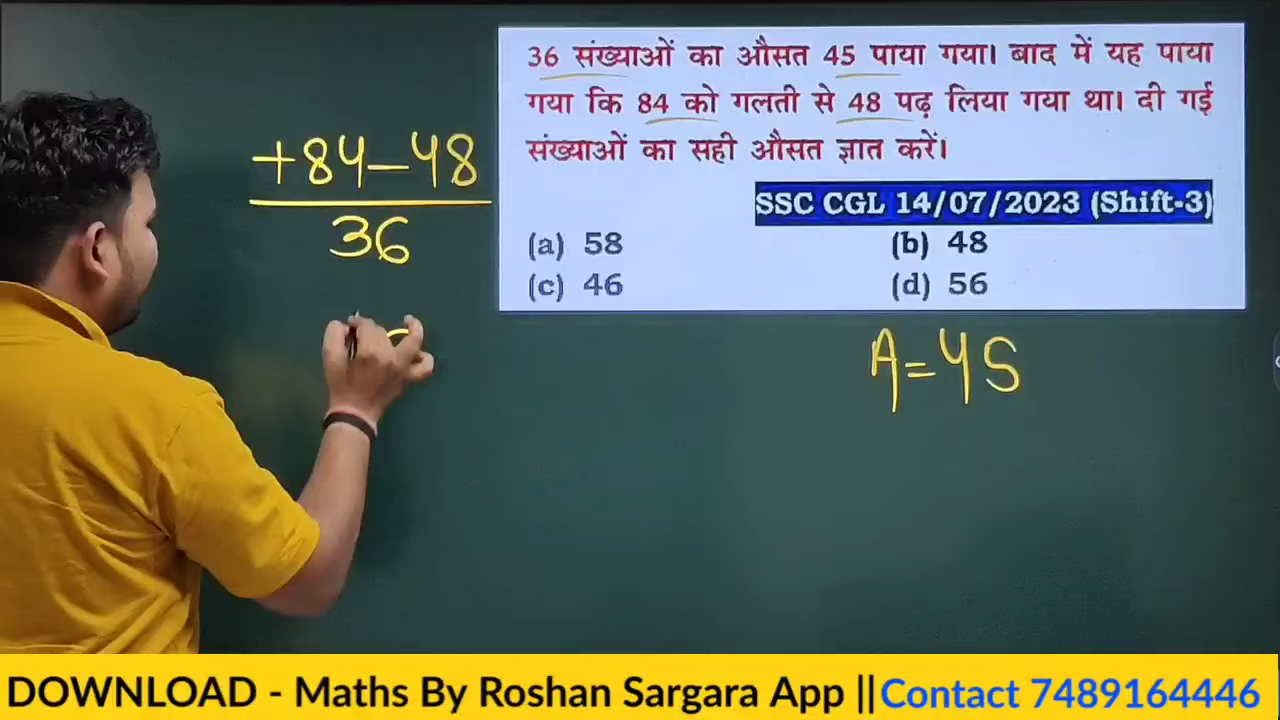 36 संख्याओं का औसत 45 पाया गया। बाद में यह पाया
गया कि 84 को गलती से 48 पढ़ लिया गया था। दी गई
संख्याओं का सही औसत ज्ञात करें।
SSC CGL 14/07/2023 (Shift-3)
(a) 58
(b) 48
(c) 46
(d) 56
+84-48
36
A=45
DOWNLOAD - Maths By Roshan Sargara App ||Contact 7489164446